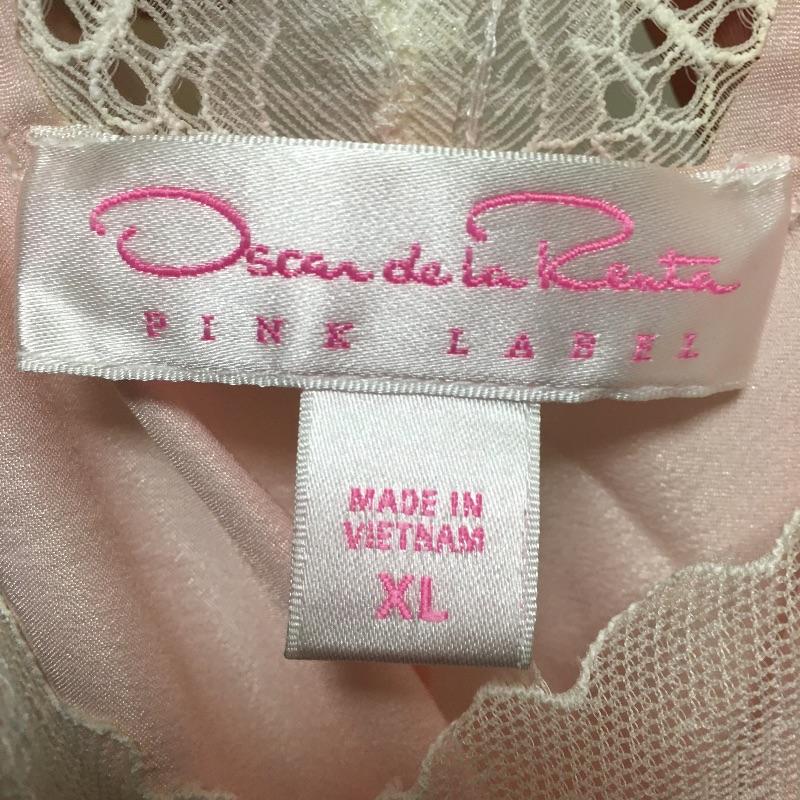 Oscar de la Renta
PINK LABEL
MADE IN
VIETNAM
XL